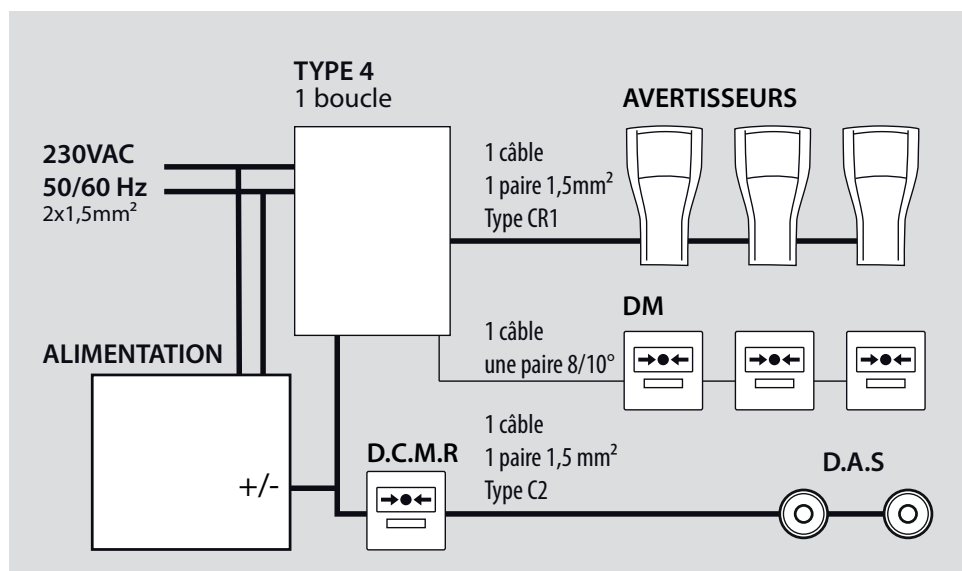 TYPE 4
1 boucle
AVERTISSEURS
230VAC
50/60 Hz
2x1,5mm²
1 câble
1 paire 1,5mm²
Type CR1
DM
1 câble
une paire 8/10°
ALIMENTATION
+/-
D.C.M.R
1 câble
1 paire 1,5 mm²
Type C2
D.A.S